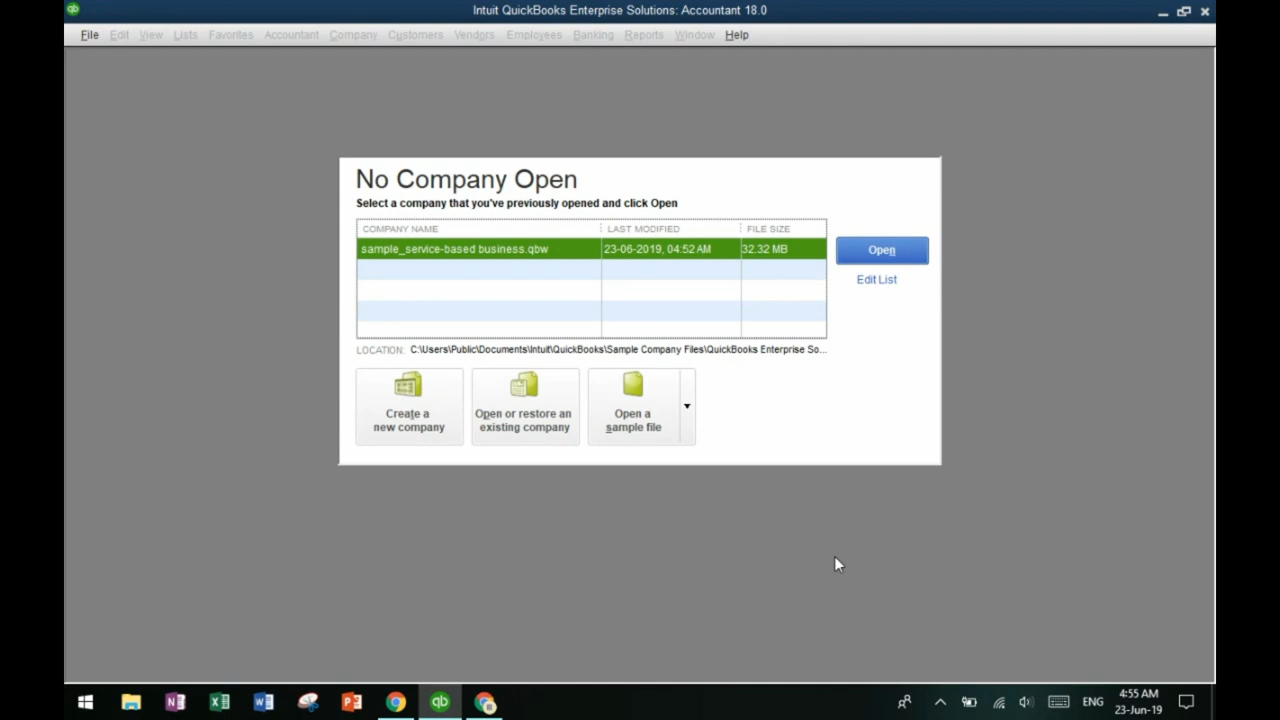 qb
Intuit QuickBooks Enterprise Solutions: Accountant 18.0
File Edit View Lists Favorites Accountant Company Customers Vendors Employees Banking Reports Window Help
No Company Open
Select a company that you've previously opened and click Open
COMPANY NAME LAST MODIFIED FILE SIZE
sample_service-based business.qbw 23-06-2019, 04:52 AM 32.32 MB
Open
Edit List
LOCATION: C:\Users\Public\Documents\Intuit\QuickBooks\Sample Company Files\QuickBooks Enterprise So...
Create a
new company
Open or restore an
existing company
Open a
sample file
N X W P qb
ENG
4:55 AM
23-Jun-19